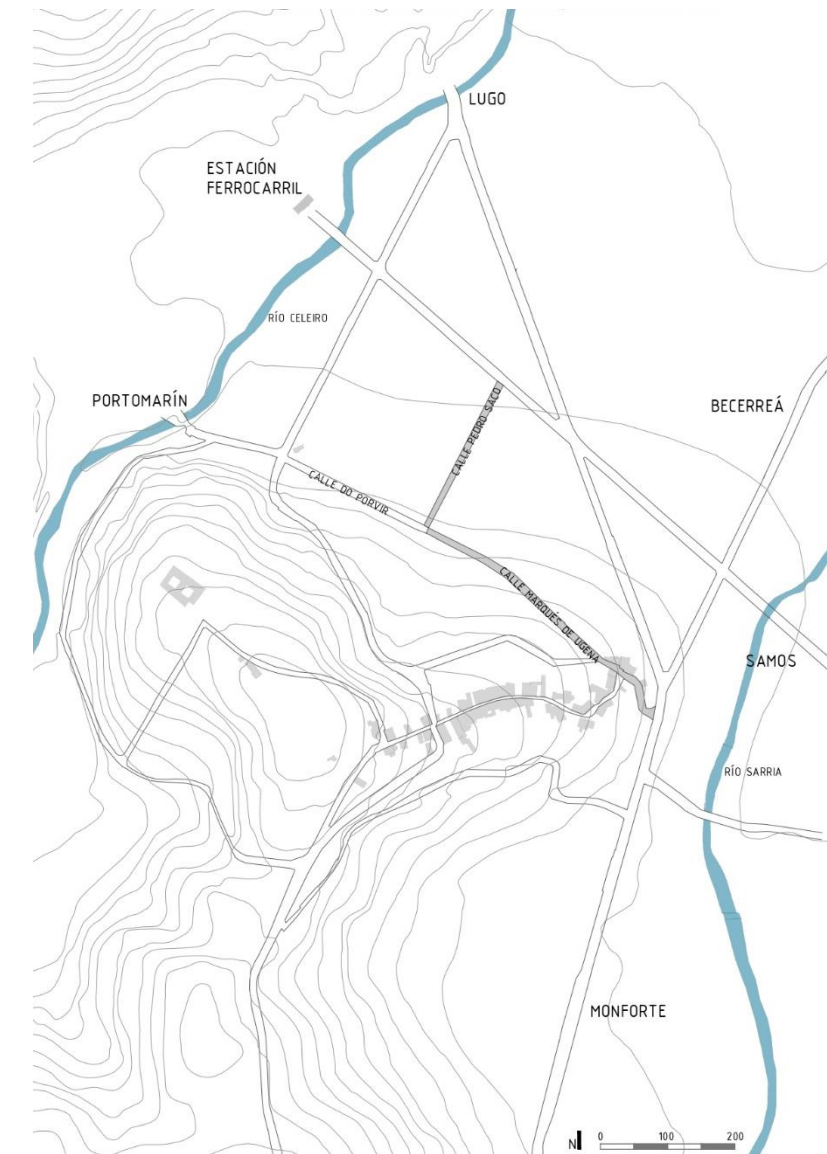 LUGO
ESTACIÓN
FERROCARRIL
RÍO CELEIRO
PORTOMARÍN
BECERREÁ
CALLE PEDRO SACO
CALLE DO PORVIR
CALLE MARQUÉS DE UGENA
SAMOS
RÍO SARRIA
MONFORTE
N 0 100 200